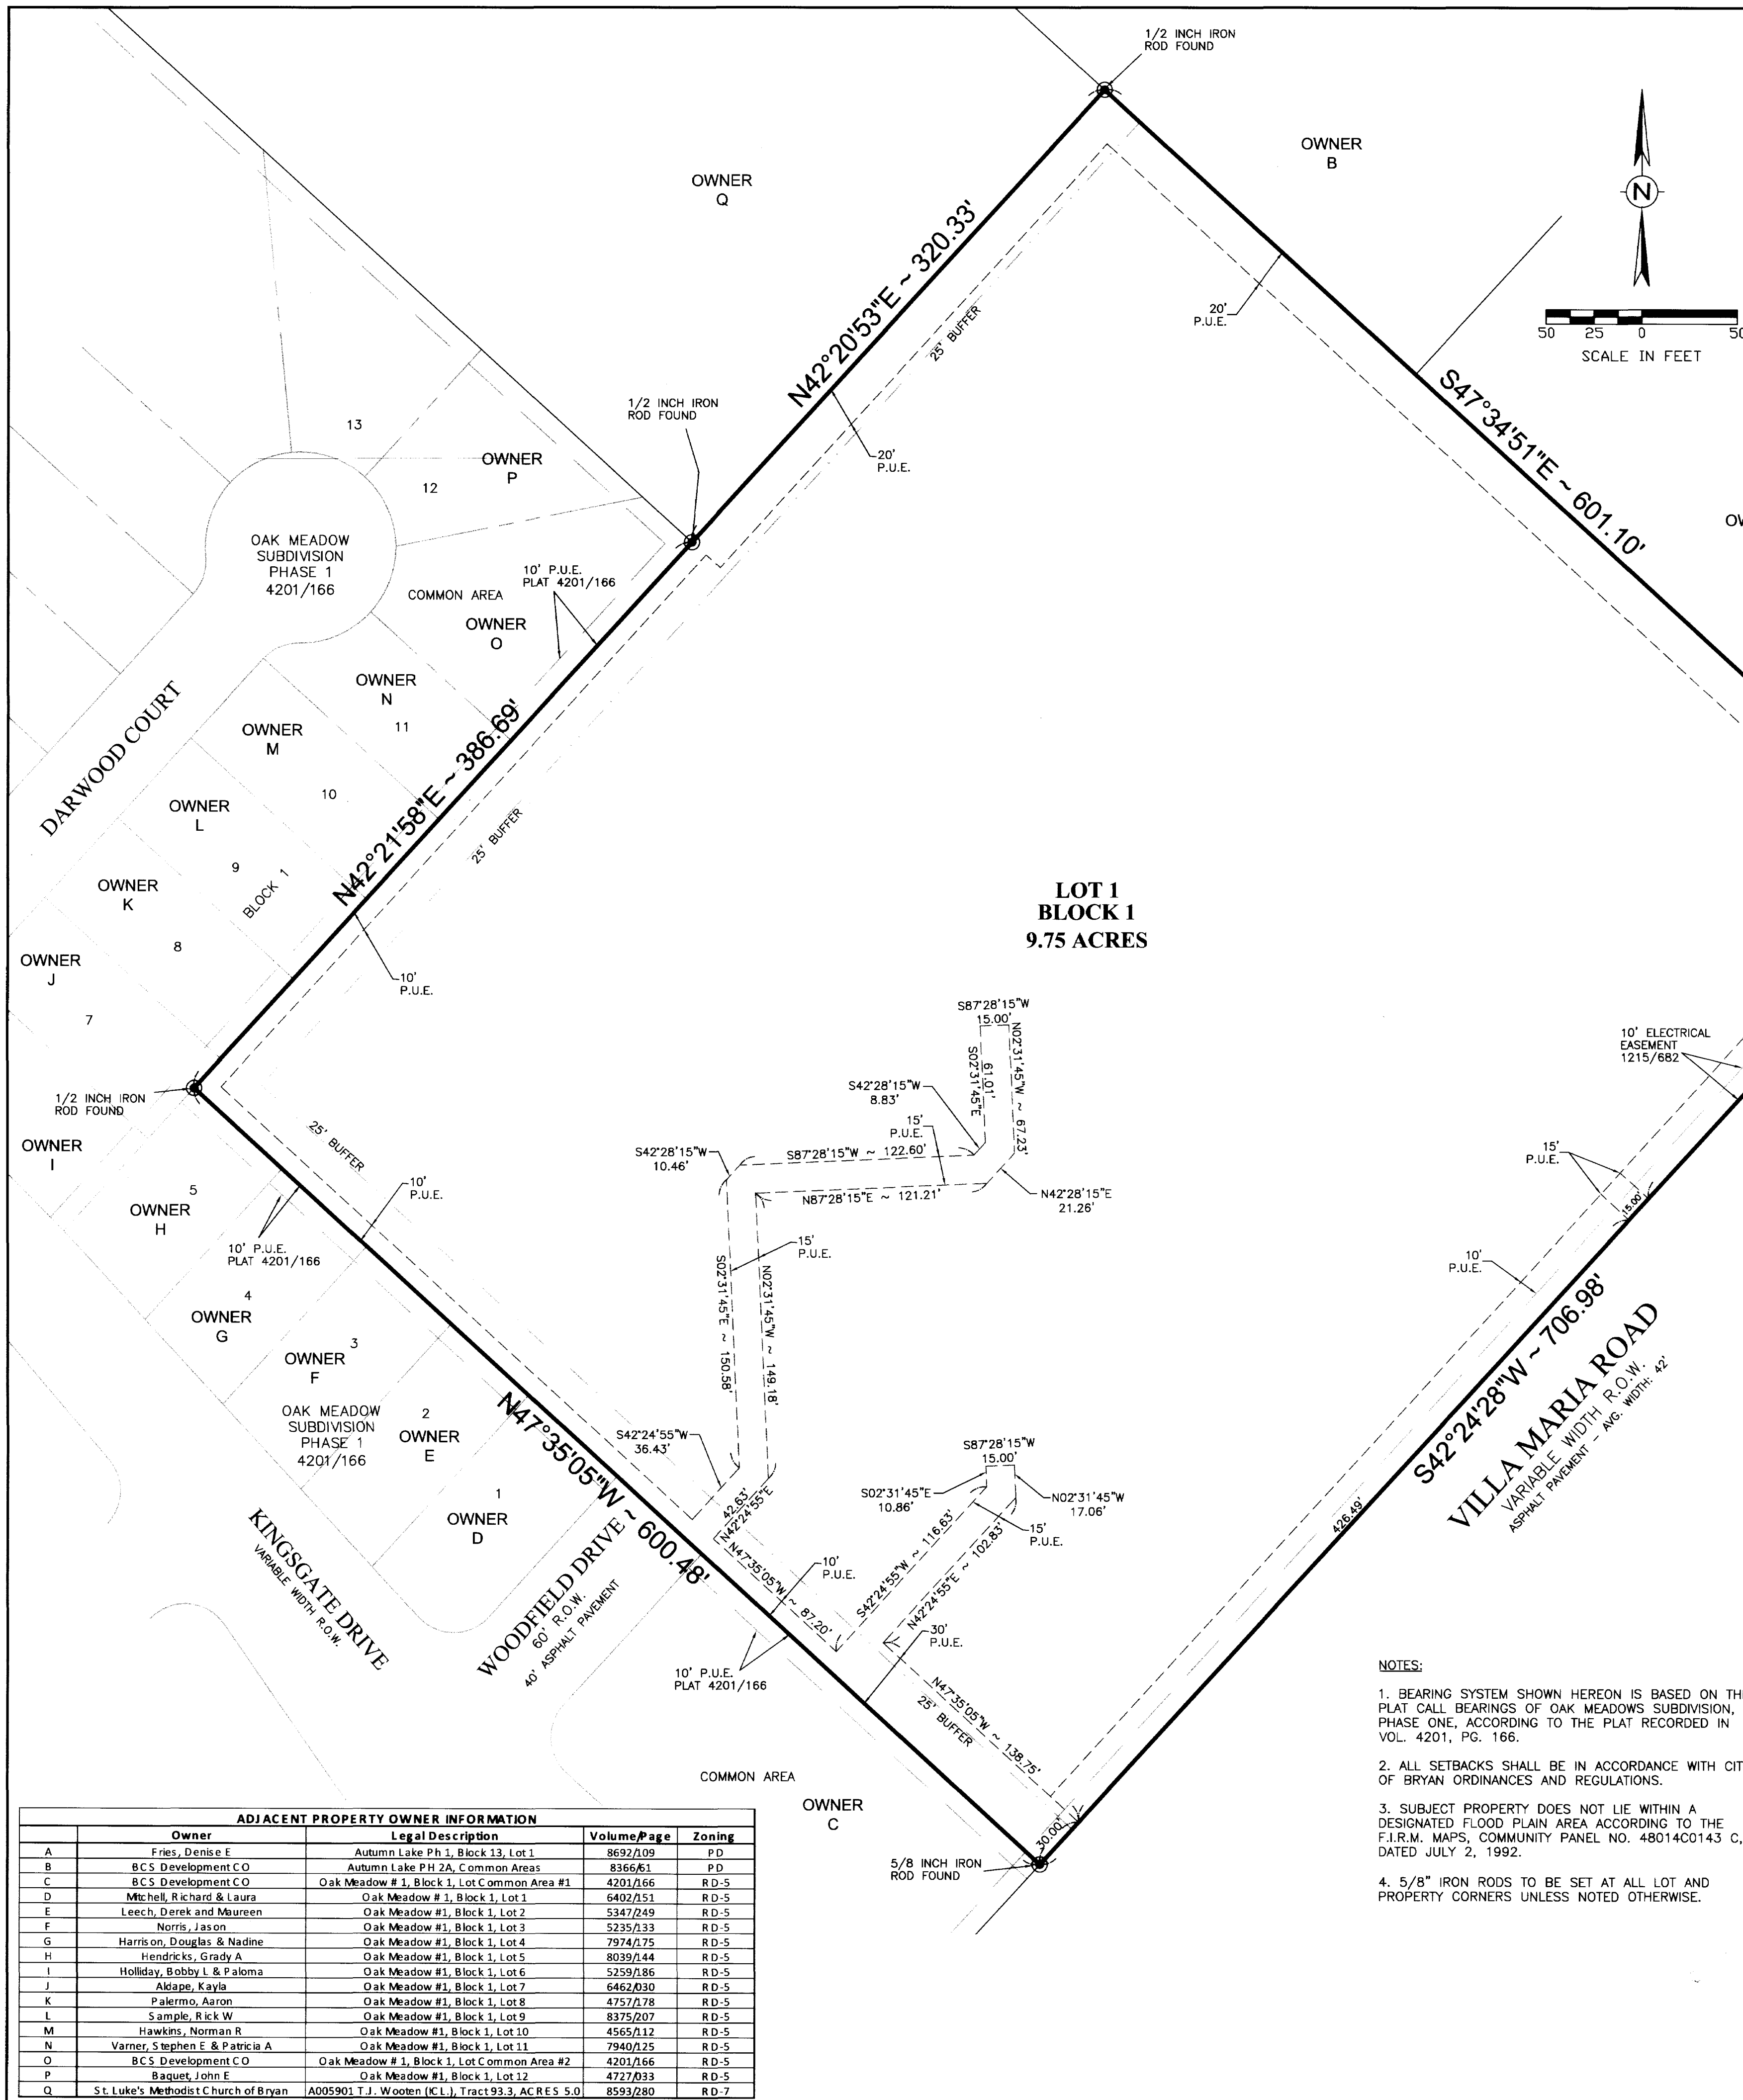 1/2 INCH IRON
ROD FOUND
OWNER
B
OWNER
Q
N
50 25 0 50
SCALE IN FEET
N42°20'53"E ~ 320.33'
25' BUFFER
20'
P.U.E.
S47°34'51"E ~ 601.10'
1/2 INCH IRON
ROD FOUND
20'
P.U.E.
13
OWNER
P
12
OAK MEADOW
SUBDIVISION
PHASE 1
4201/166
10' P.U.E.
PLAT 4201/166
COMMON AREA
OWNER
O
OWNER
N
11
DARWOOD COURT
OWNER
M
10
N42°21'58"E ~ 386.69'
25' BUFFER
OWNER
L
9
BLOCK 1
OWNER
K
8
OWNER
J
7
10'
P.U.E.
LOT 1
BLOCK 1
9.75 ACRES
S87°28'15"W
15.00'
N02°31'45"W ~ 67.23'
61.01'
S02°31'45"E
S42°28'15"W
8.83'
15'
P.U.E.
S87°28'15"W ~ 122.60'
S42°28'15"W
10.46'
N87°28'15"E ~ 121.21'
N42°28'15"E
21.26'
10' ELECTRICAL
EASEMENT
1215/682
15'
P.U.E.
15.00'
10'
P.U.E.
1/2 INCH IRON
ROD FOUND
OWNER
I
25' BUFFER
10'
P.U.E.
5
OWNER
H
10' P.U.E.
PLAT 4201/166
15'
P.U.E.
S02°31'45"E ~ 150.58'
N02°31'45"W ~ 149.18'
4
OWNER
G
3
OWNER
F
OAK MEADOW
SUBDIVISION
PHASE 1
4201/166
2
OWNER
E
1
OWNER
D
N47°35'05"W ~ 600.48'
S42°24'55"W
36.43'
42.63'
N42°24'55"E
N47°35'05"W ~ 87.20'
S87°28'15"W
15.00'
S02°31'45"E
10.86'
N02°31'45"W
17.06'
15'
P.U.E.
S42°24'55"W ~ 116.63'
N42°24'55"E ~ 102.83'
S42°24'28"W ~ 706.98'
VILLA MARIA ROAD
VARIABLE WIDTH R.O.W.
ASPHALT PAVEMENT - AVG. WIDTH: 42'
426.49'
KINGSGATE DRIVE
VARIABLE WIDTH R.O.W.
WOODFIELD DRIVE
60' R.O.W.
40' ASPHALT PAVEMENT
10'
P.U.E.
30'
P.U.E.
10' P.U.E.
PLAT 4201/166
N47°35'05"W ~ 138.75'
25' BUFFER
COMMON AREA
OWNER
C
30.00'
5/8 INCH IRON
ROD FOUND
NOTES:
1. BEARING SYSTEM SHOWN HEREON IS BASED ON
PLAT CALL BEARINGS OF OAK MEADOWS SUBDIVISION,
PHASE ONE, ACCORDING TO THE PLAT RECORDED IN
VOL. 4201, PG. 166.
2. ALL SETBACKS SHALL BE IN ACCORDANCE WITH
OF BRYAN ORDINANCES AND REGULATIONS.
3. SUBJECT PROPERTY DOES NOT LIE WITHIN A
DESIGNATED FLOOD PLAIN AREA ACCORDING TO THE
F.I.R.M. MAPS, COMMUNITY PANEL NO. 48014C0143 C,
DATED JULY 2, 1992.
4. 5/8" IRON RODS TO BE SET AT ALL LOT AND
PROPERTY CORNERS UNLESS NOTED OTHERWISE.
ADJACENT PROPERTY OWNER INFORMATION
Owner Legal Description Volume/Page Zoning
A Fries, Denise E Autumn Lake Ph 1, Block 13, Lot 1 8692/109 PD
B BCS Development CO Autumn Lake PH 2A, Common Areas 8366/61 PD
C BCS Development CO Oak Meadow # 1, Block 1, Lot Common Area #1 4201/166 RD-5
D Mitchell, Richard & Laura Oak Meadow # 1, Block 1, Lot 1 6402/151 RD-5
E Leech, Derek and Maureen Oak Meadow #1, Block 1, Lot 2 5347/249 RD-5
F Norris, Jason Oak Meadow #1, Block 1, Lot 3 5235/133 RD-5
G Harrison, Douglas & Nadine Oak Meadow #1, Block 1, Lot 4 7974/175 RD-5
H Hendricks, Grady A Oak Meadow #1, Block 1, Lot 5 8039/144 RD-5
I Holliday, Bobby L & Paloma Oak Meadow #1, Block 1, Lot 6 5259/186 RD-5
J Aldape, Kayla Oak Meadow #1, Block 1, Lot 7 6462/030 RD-5
K Palermo, Aaron Oak Meadow #1, Block 1, Lot 8 4757/178 RD-5
L Sample, Rick W Oak Meadow #1, Block 1, Lot 9 8375/207 RD-5
M Hawkins, Norman R Oak Meadow #1, Block 1, Lot 10 4565/112 RD-5
N Varner, Stephen E & Patricia A Oak Meadow #1, Block 1, Lot 11 7940/125 RD-5
O BCS Development CO Oak Meadow # 1, Block 1, Lot Common Area #2 4201/166 RD-5
P Baquet, John E Oak Meadow #1, Block 1, Lot 12 4727/033 RD-5
Q St. Luke's Methodist Church of Bryan A005901 T.J. Wooten (ICL.), Tract 93.3, ACRES 5.0 8593/280 RD-7